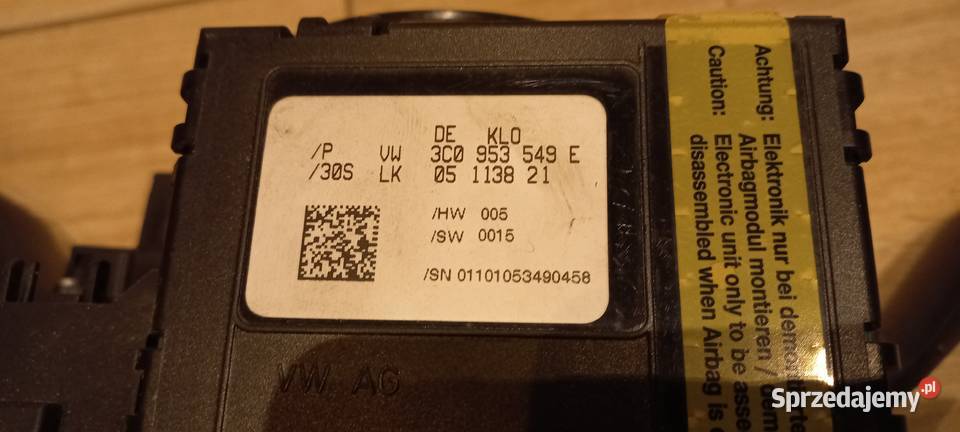 DE KLO
/P VW 3C0 953 549 E
/30S LK 05 1138 21
/HW 005
/SW 0015
/SN 01101053490458
VW AG
Achtung: Elektronik nur bei
Airbagmodul montieren /
Caution: Electronic unit only to be
disassembled when Airbag is
Sprzedajemy.pl